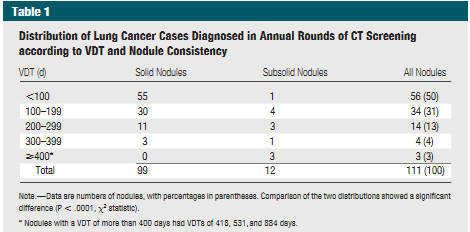 Table 1
Distribution of Lung Cancer Cases Diagnosed in Annual Rounds of CT Screening
according to VDT and Nodule Consistency
VDT (d) Solid Nodules Subsolid Nodules All Nodules
<100 55 1 56 (50)
100–199 30 4 34 (31)
200–299 11 3 14 (13)
300–399 3 1 4 (4)
≥400* 0 3 3 (3)
Total 99 12 111 (100)
Note.—Data are numbers of nodules, with percentages in parentheses. Comparison of the two distributions showed a significant
difference (P < .0001, χ² statistic).
* Nodules with a VDT of more than 400 days had VDTs of 418, 531, and 884 days.